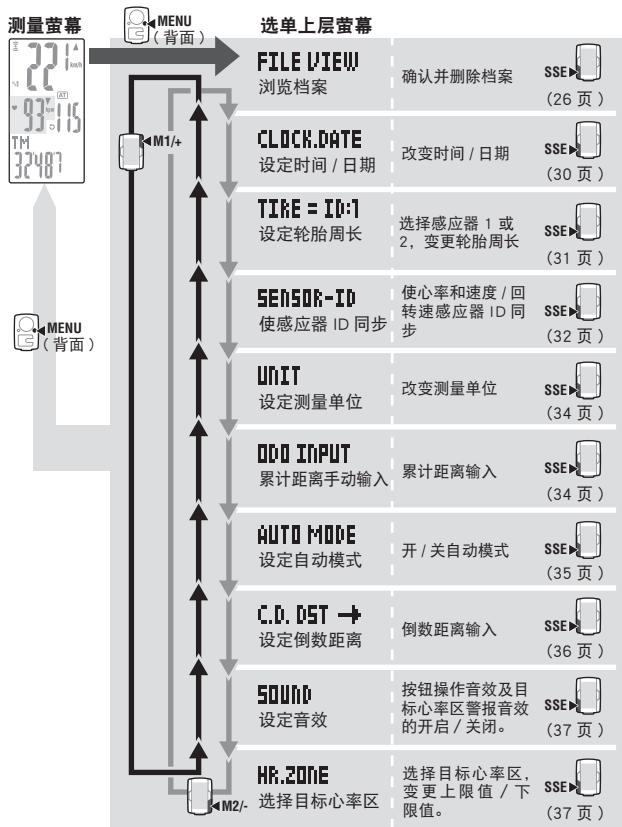 测量萤幕
MENU
（背面）
选单上层萤幕
km/h
AT
TM
M1/+
MENU
（背面）
FILE VIEW
浏览档案
确认并删除档案
SSE
（26 页）
CLOCK.DATE
设定时间 / 日期
改变时间 / 日期
SSE
（30 页）
TIRE = ID:1
设定轮胎周长
选择感应器 1 或
2，变更轮胎周长
SSE
（31 页）
SENSOR-ID
使感应器 ID 同步
使心率和速度 / 回
转速感应器 ID 同
步
SSE
（32 页）
UNIT
设定测量单位
改变测量单位
SSE
（34 页）
ODO INPUT
累计距离手动输入
累计距离输入
SSE
（34 页）
AUTO MODE
设定自动模式
开 / 关自动模式
SSE
（35 页）
C.D. DST →
设定倒数距离
倒数距离输入
SSE
（36 页）
SOUND
设定音效
按钮操作音效及目
标心率区警报音效
的开启 / 关闭。
SSE
（37 页）
HR.ZONE
选择目标心率区
选择目标心率区，
变更上限值 / 下
限值。
SSE
（37 页）
M2/-